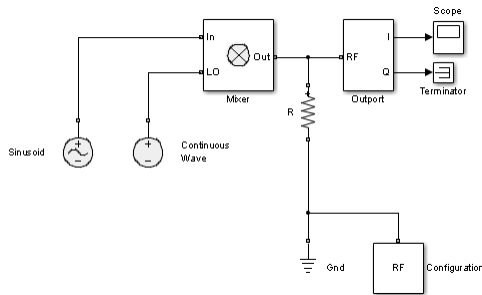 Scope
In
Out
LO
Mixer
RF
I
Q
Outport
Terminator
R
Sinusoid
Continuous
Wave
Gnd
RF
Configuration